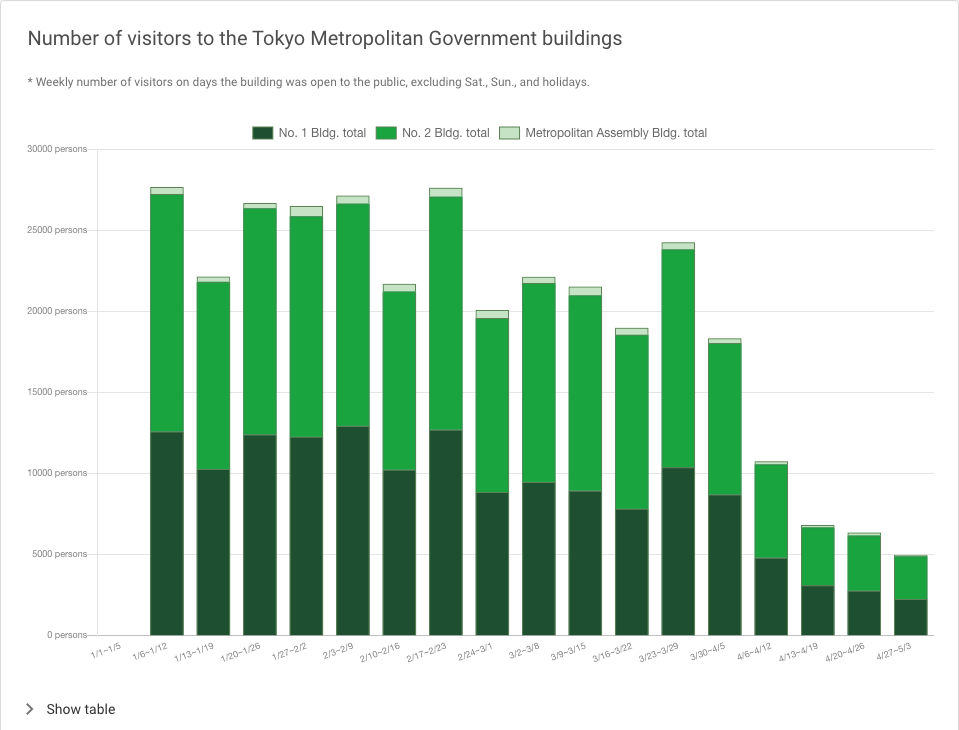 Number of visitors to the Tokyo Metropolitan Government buildings
* Weekly number of visitors on days the building was open to the public, excluding Sat., Sun., and holidays.
No. 1 Bldg. total No. 2 Bldg. total Metropolitan Assembly Bldg. total
30000 persons
25000 persons
20000 persons
15000 persons
10000 persons
5000 persons
0 persons
1/1~1/5 1/6~1/12 1/13~1/19 1/20~1/26 1/27~2/2 2/3~2/9 2/10~2/16 2/17~2/23 2/24~3/1 3/2~3/8 3/9~3/15 3/16~3/22 3/23~3/29 3/30~4/5 4/6~4/12 4/13~4/19 4/20~4/26 4/27~5/3
Show table